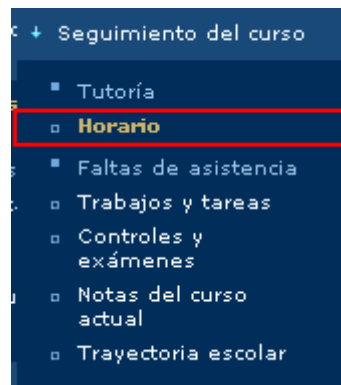 Seguimiento del curso
Tutoría
Horario
Faltas de asistencia
Trabajos y tareas
Controles y
exámenes
Notas del curso
actual
Trayectoria escolar